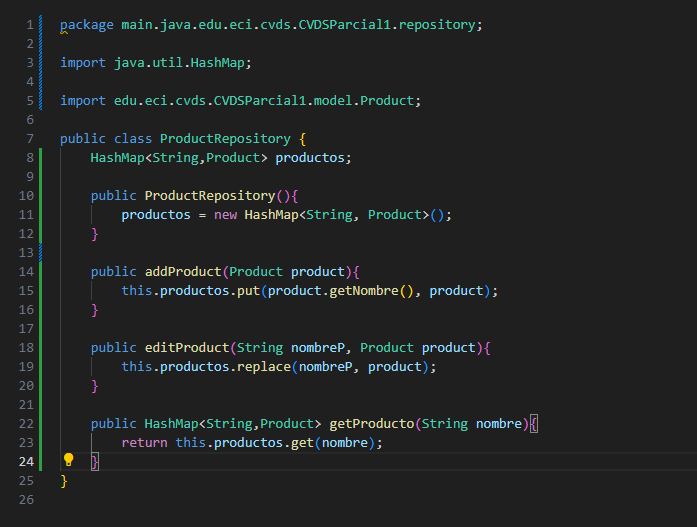 1 package main.java.edu.eci.cvds.CVDSParcial1.repository;
2
3 import java.util.HashMap;
4
5 import edu.eci.cvds.CVDSParcial1.model.Product;
6
7 public class ProductRepository {
8     HashMap<String,Product> productos;
9
10     public ProductRepository(){
11         productos = new HashMap<String, Product>();
12     }
13
14     public addProduct(Product product){
15         this.productos.put(product.getNombre(), product);
16     }
17
18     public editProduct(String nombreP, Product product){
19         this.productos.replace(nombreP, product);
20     }
21
22     public HashMap<String,Product> getProducto(String nombre){
23         return this.productos.get(nombre);
24     }
25 }
26